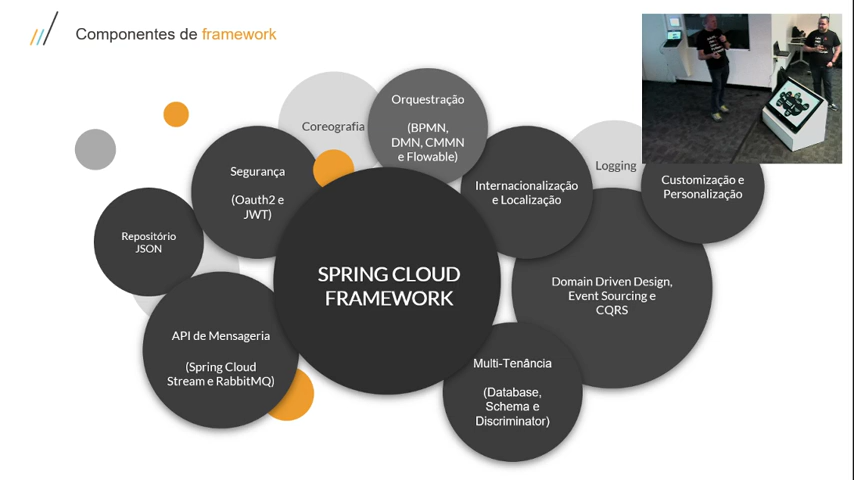 Componentes de framework
Coreografia
Orquestração
(BPMN,
DMN, CMMN
e Flowable)
Segurança
(Oauth2 e
JWT)
Internacionalização
e Localização
Logging
Customização e
Personalização
Repositório
JSON
SPRING CLOUD
FRAMEWORK
Domain Driven Design,
Event Sourcing e
CQRS
API de Mensageria
(Spring Cloud
Stream e RabbitMQ)
Multi-Tenância
(Database,
Schema e
Discriminator)